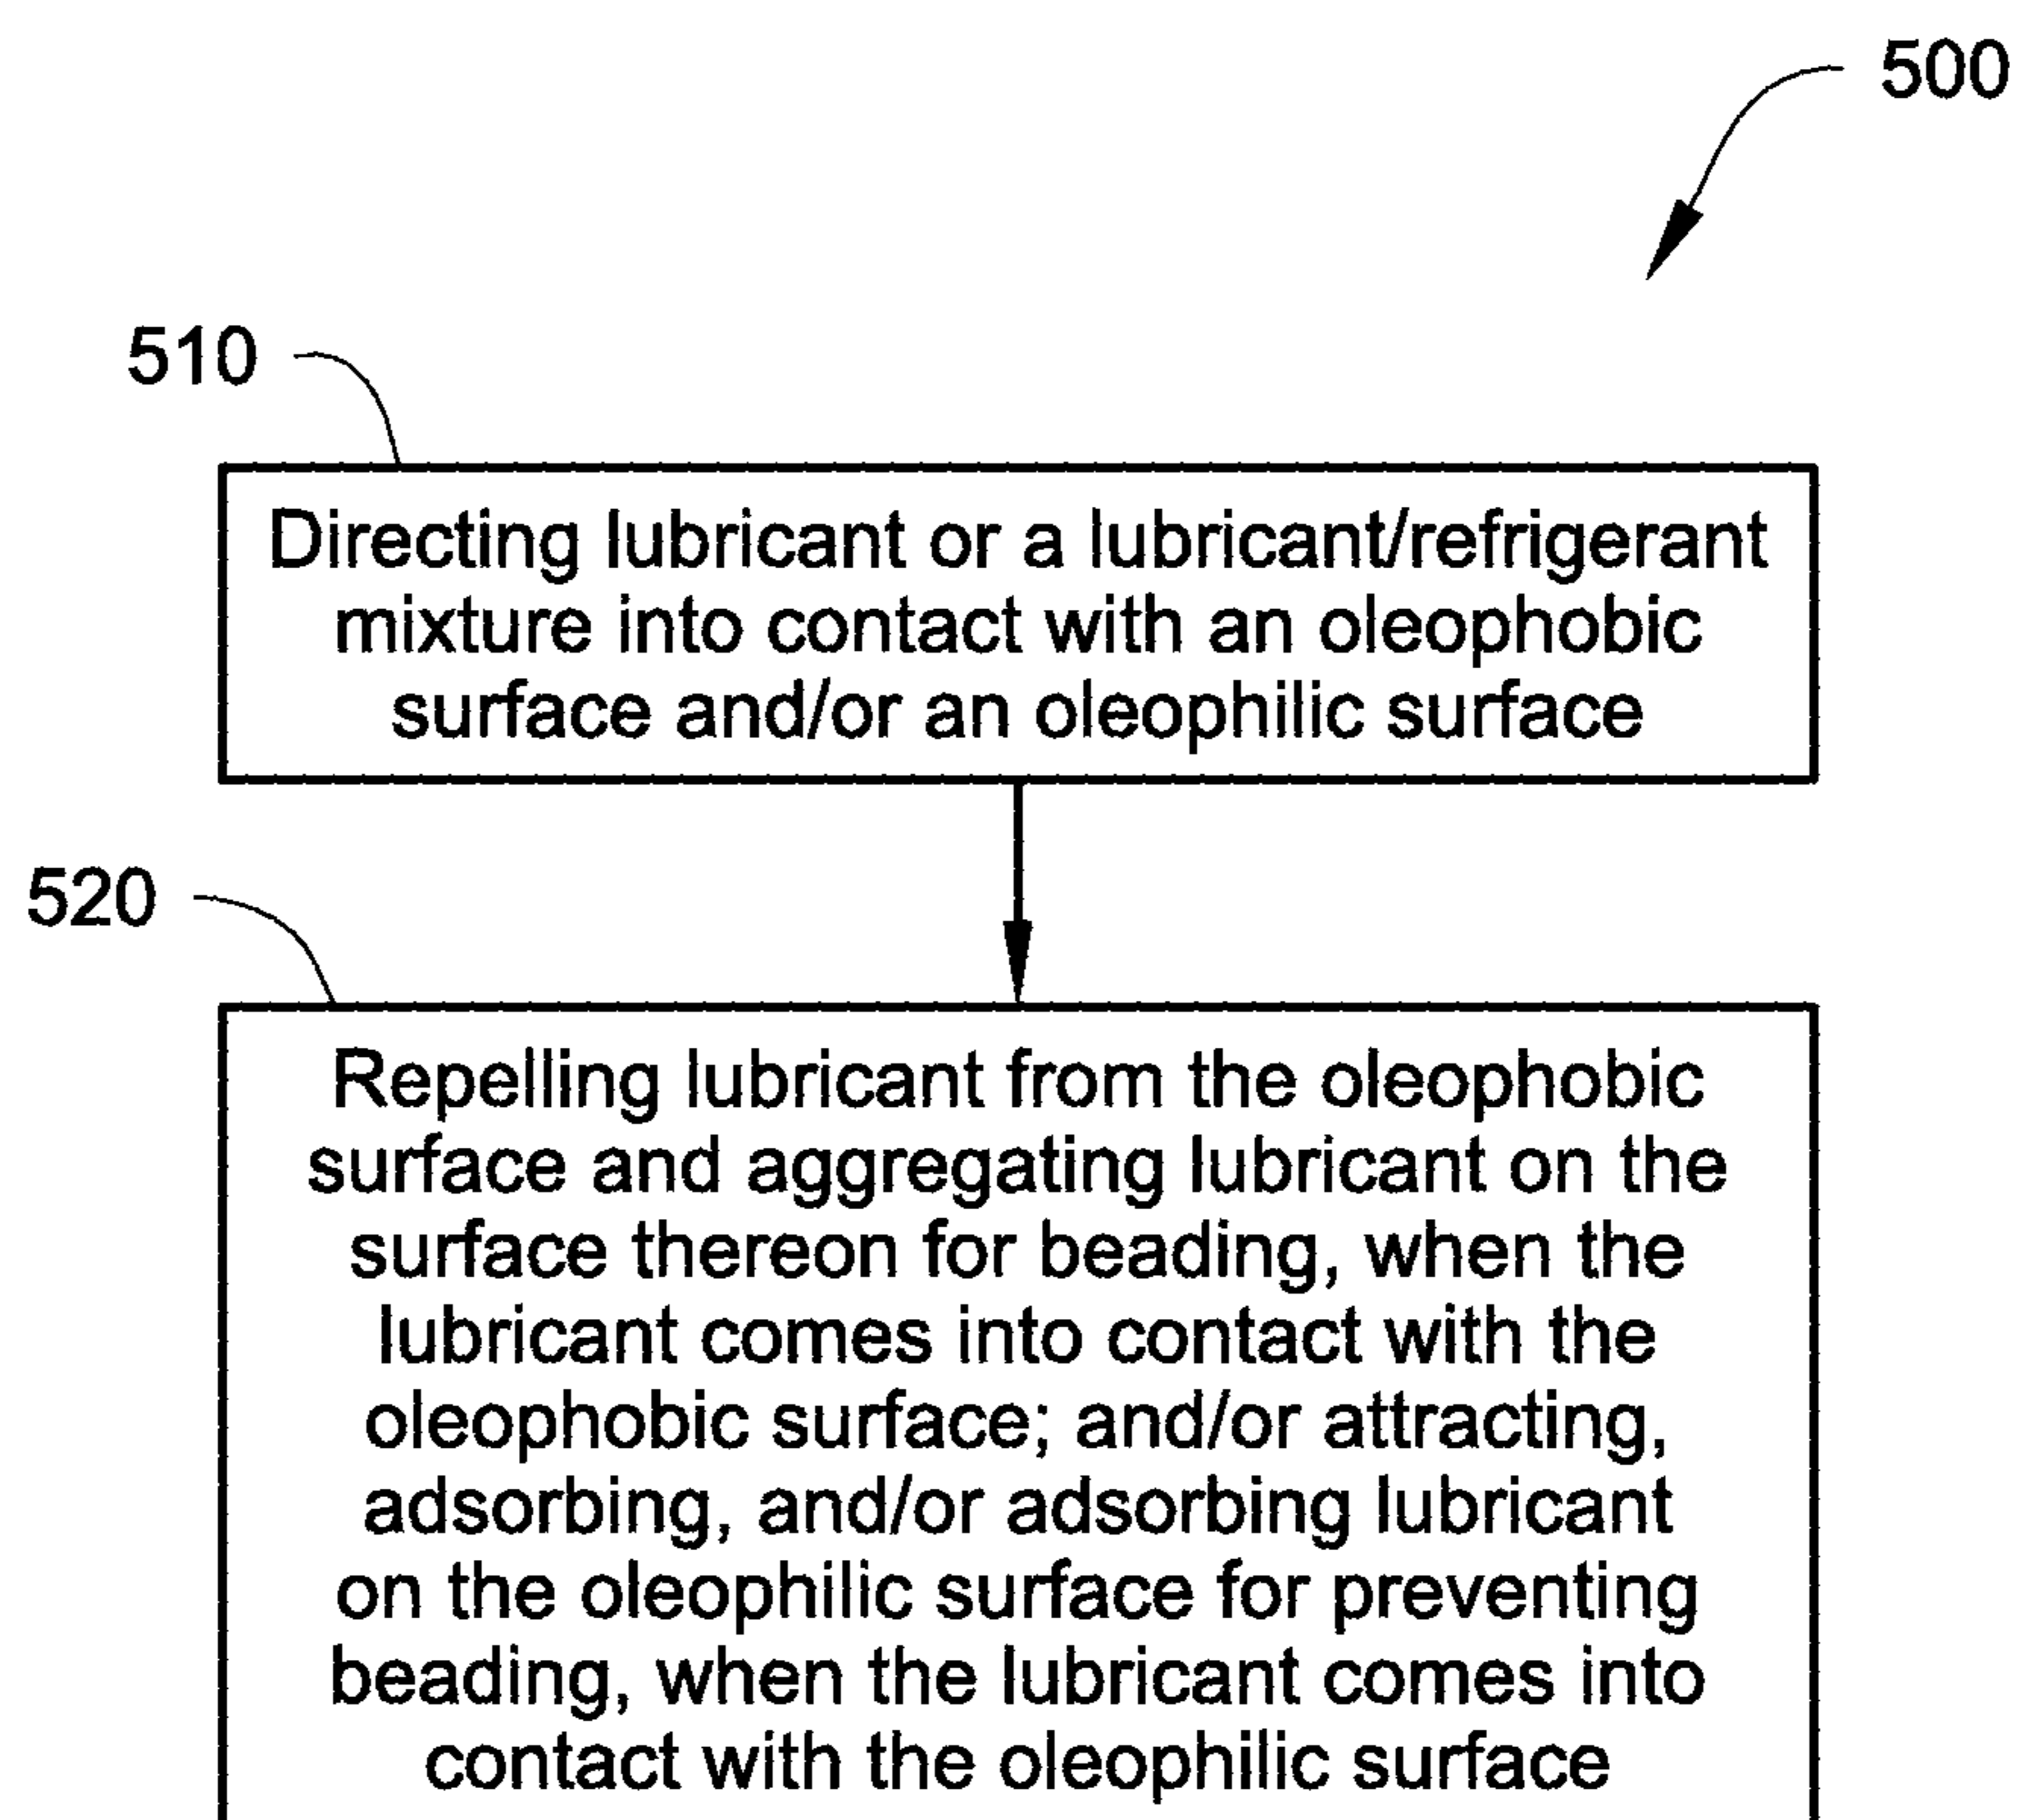 500
510
Directing lubricant or a lubricant/refrigerant
mixture into contact with an oleophobic
surface and/or an oleophilic surface
520
Repelling lubricant from the oleophobic
surface and aggregating lubricant on the
surface thereon for beading, when the
lubricant comes into contact with the
oleophobic surface; and/or attracting,
adsorbing, and/or adsorbing lubricant
on the oleophilic surface for preventing
beading, when the lubricant comes into
contact with the oleophilic surface